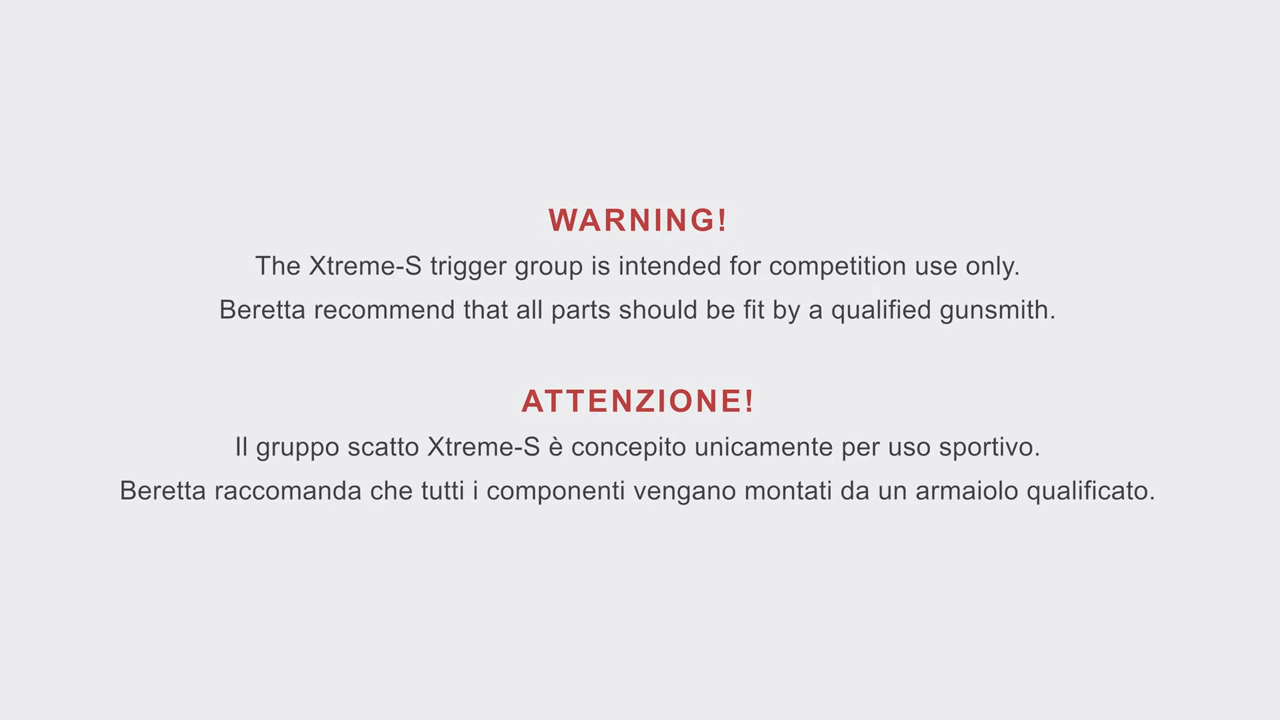 WARNING!
The Xtreme-S trigger group is intended for competition use only.
Beretta recommend that all parts should be fit by a qualified gunsmith.
ATTENZIONE!
Il gruppo scatto Xtreme-S è concepito unicamente per uso sportivo.
Beretta raccomanda che tutti i componenti vengano montati da un armaiolo qualificato.